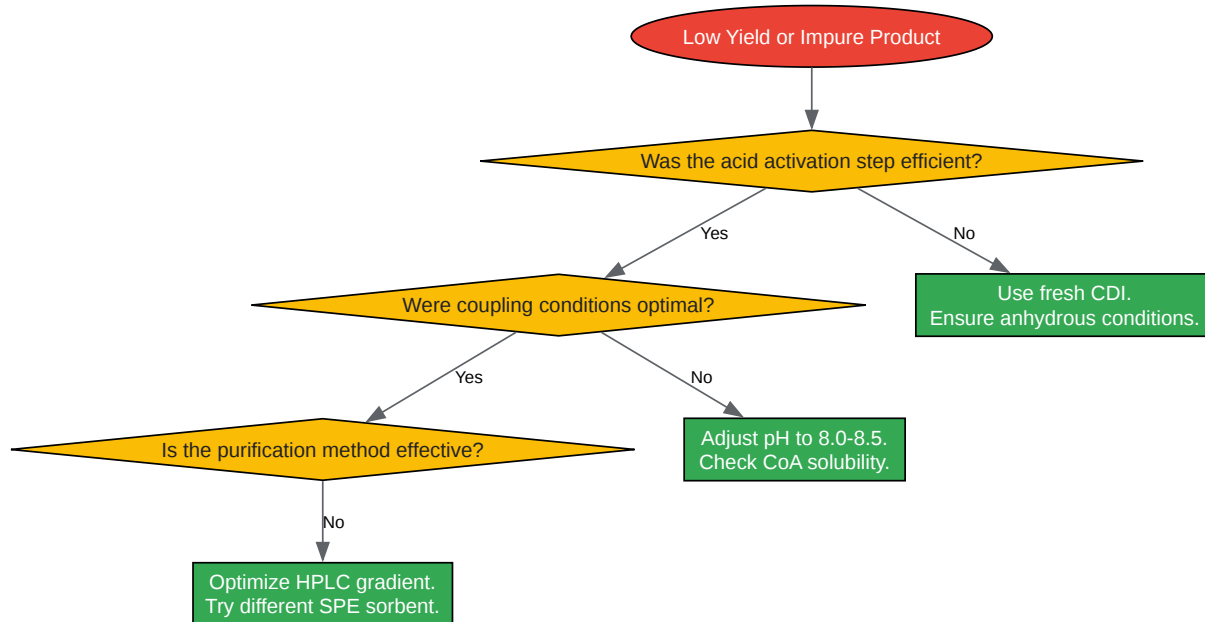 Low Yield or Impure Product
Was the acid activation step efficient?
Yes
No
Were coupling conditions optimal?
Use fresh CDI.
Ensure anhydrous conditions.
Yes
No
Is the purification method effective?
Adjust pH to 8.0-8.5.
Check CoA solubility.
No
Optimize HPLC gradient.
Try different SPE sorbent.